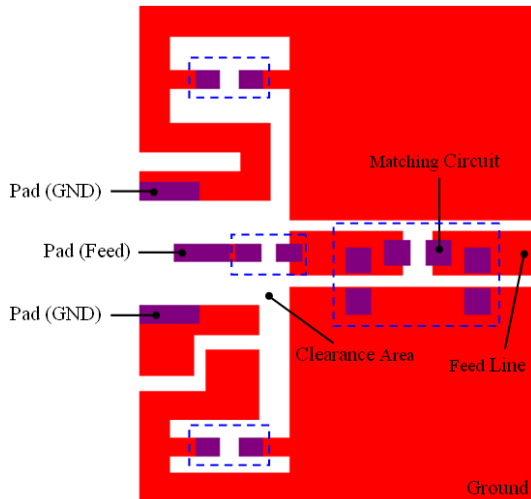 Matching Circuit
Pad (GND)
Pad (Feed)
Pad (GND)
Clearance Area
Feed Line
Ground